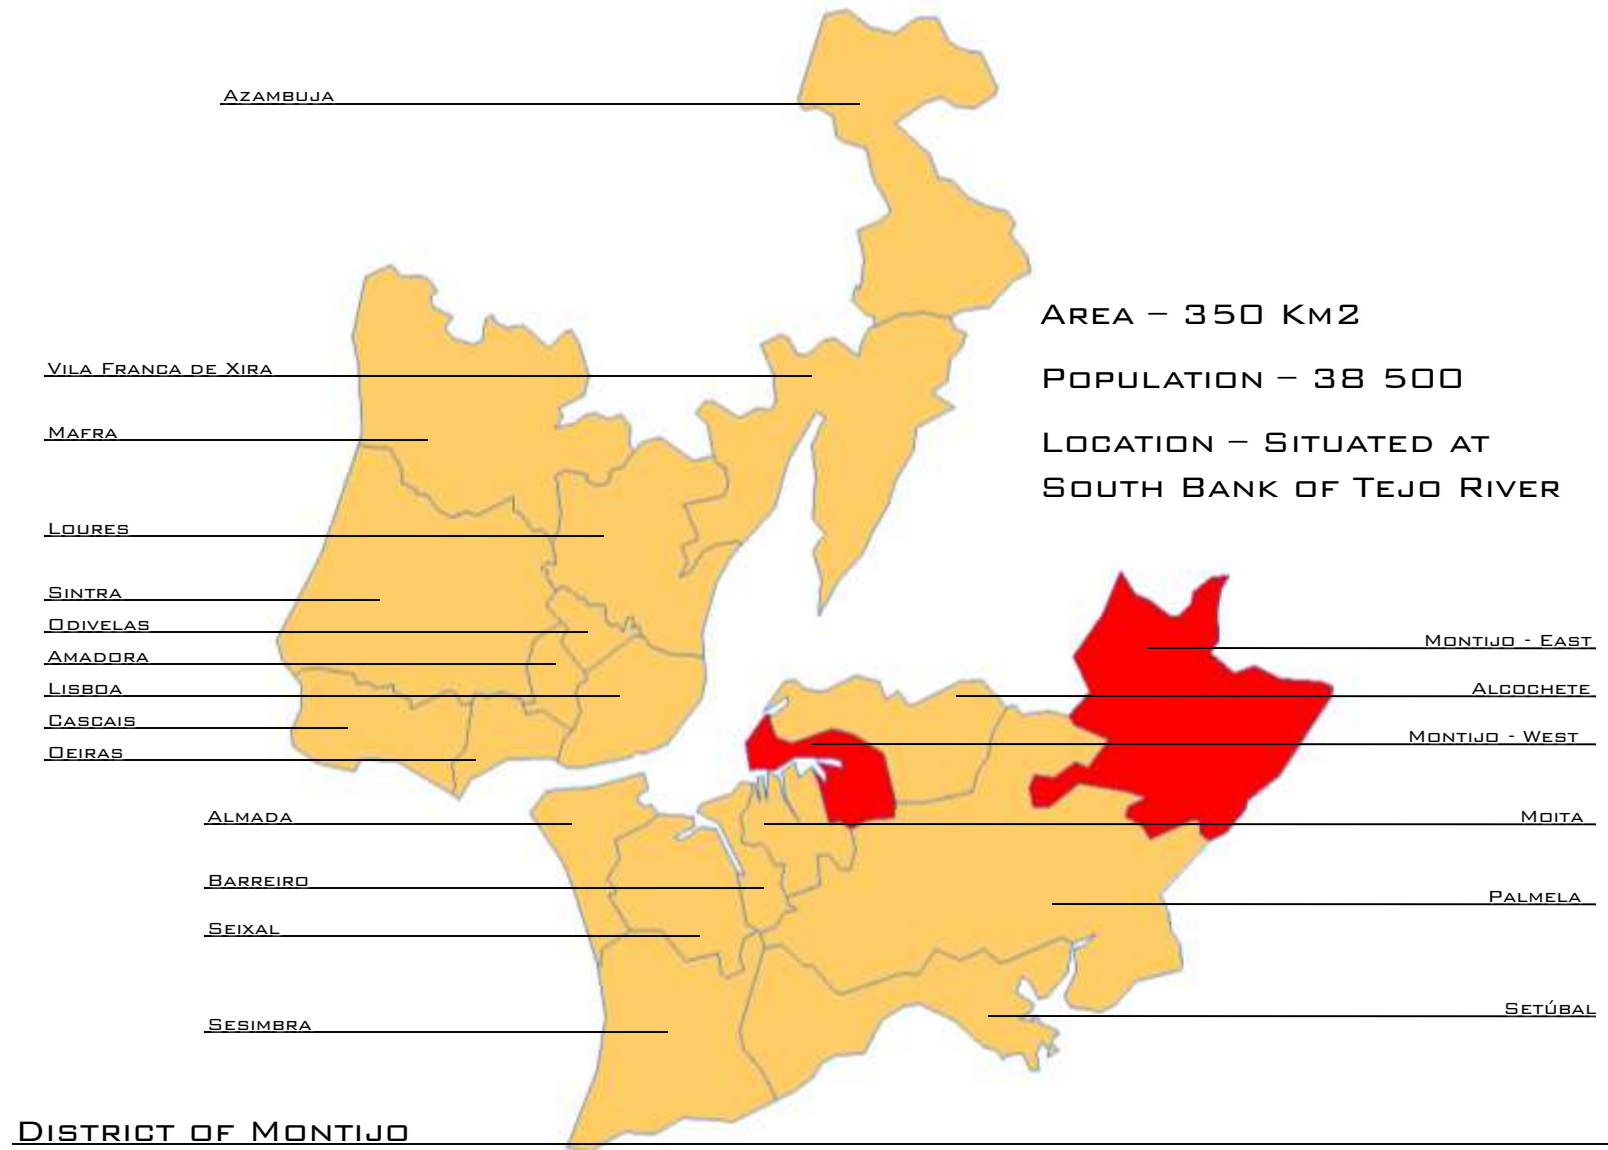 Azambuja
Area – 350 Km2
Population – 38 500
Location – Situated at
South Bank of Tejo River
Vila Franca de Xira
Mafra
Loures
Sintra
Odivelas
Amadora
Lisboa
Cascais
Oeiras
Montijo - East
Alcochete
Montijo - West
Moita
Palmela
Setúbal
Almada
Barreiro
Seixal
Sesimbra
District of Montijo